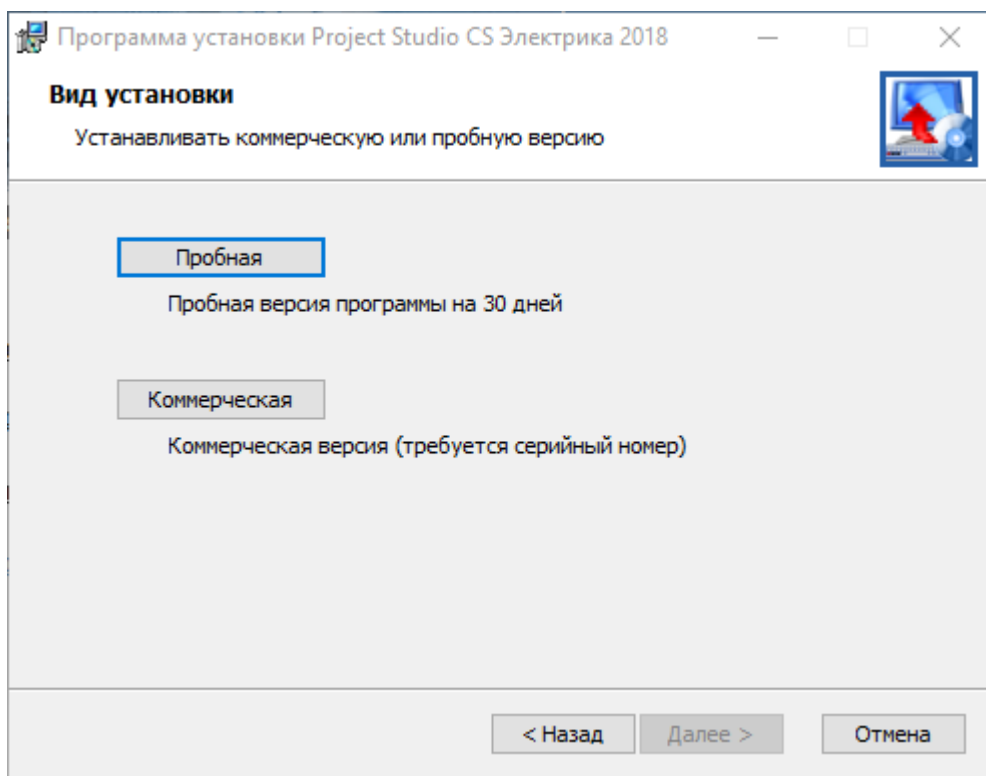 Программа установки Project Studio CS Электрика 2018
Вид установки
Устанавливать коммерческую или пробную версию
Пробная
Пробная версия программы на 30 дней
Коммерческая
Коммерческая версия (требуется серийный номер)
< Назад
Далее >
Отмена